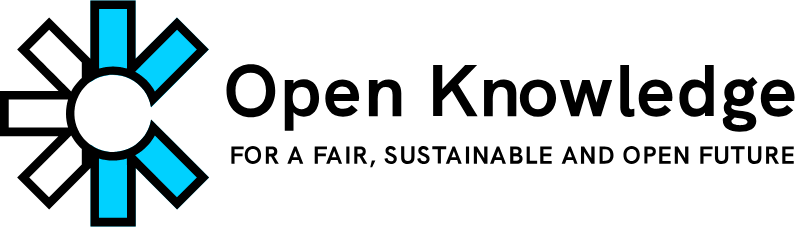 Open Knowledge
FOR A FAIR, SUSTAINABLE AND OPEN FUTURE